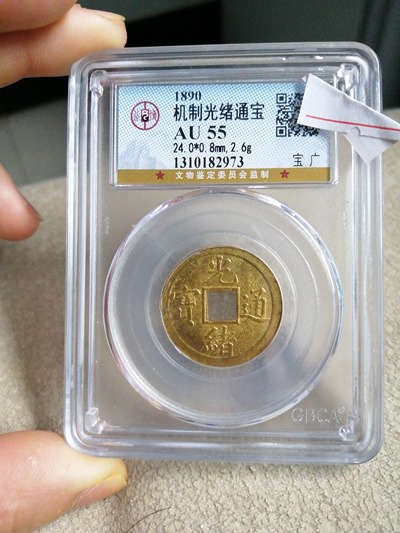 1890
机制光绪通宝
AU 55
24.0*0.8mm,2.6g
1310182973
宝广
★ 文物鉴定委员会监制 ★
光
寳 通
緒
GBCA